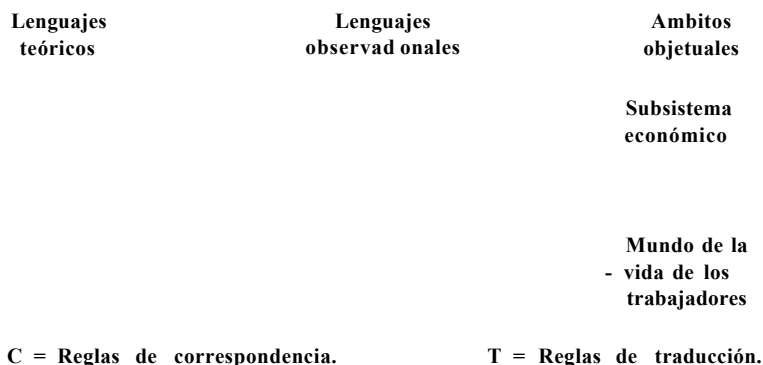 Lenguajes teóricos
Lenguajes observad onales
Ambitos objetuales
Subsistema
económico
Mundo de la
- vida de los
trabajadores
C = Reglas de correspondencia.
T = Reglas de traducción.